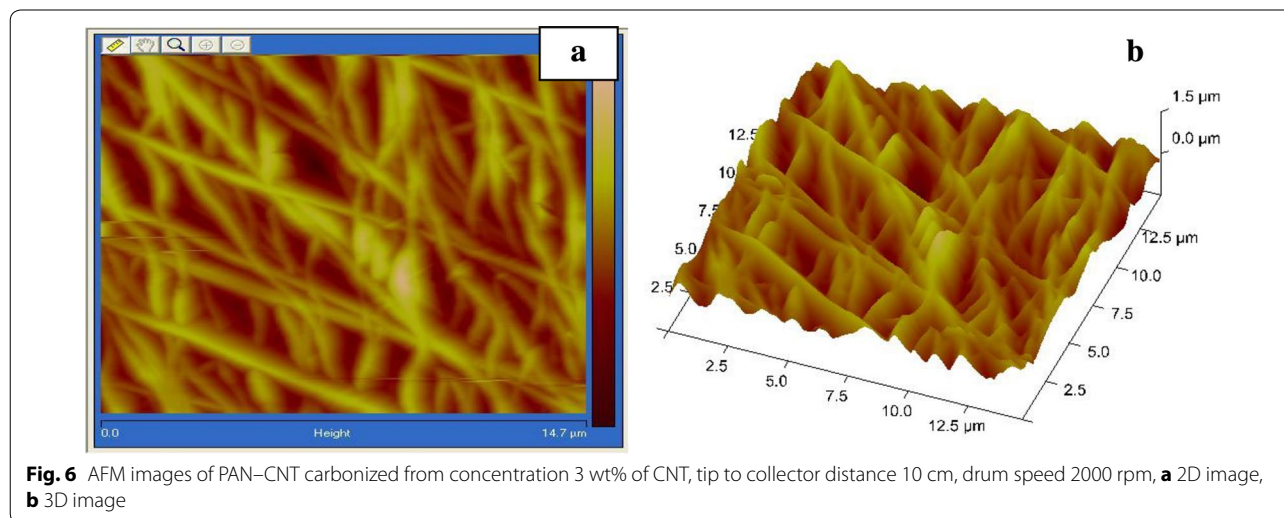 a
0.0 Height 14.7 µm
b
1.5 µm
0.0 µm
12.5
10
7.5
5.0
2.5
2.5
5.0
7.5
10.0
12.5 µm
12.5 µm
10.0
7.5
5.0
2.5
Fig. 6 AFM images of PAN–CNT carbonized from concentration 3 wt% of CNT, tip to collector distance 10 cm, drum speed 2000 rpm, a 2D image,
b 3D image